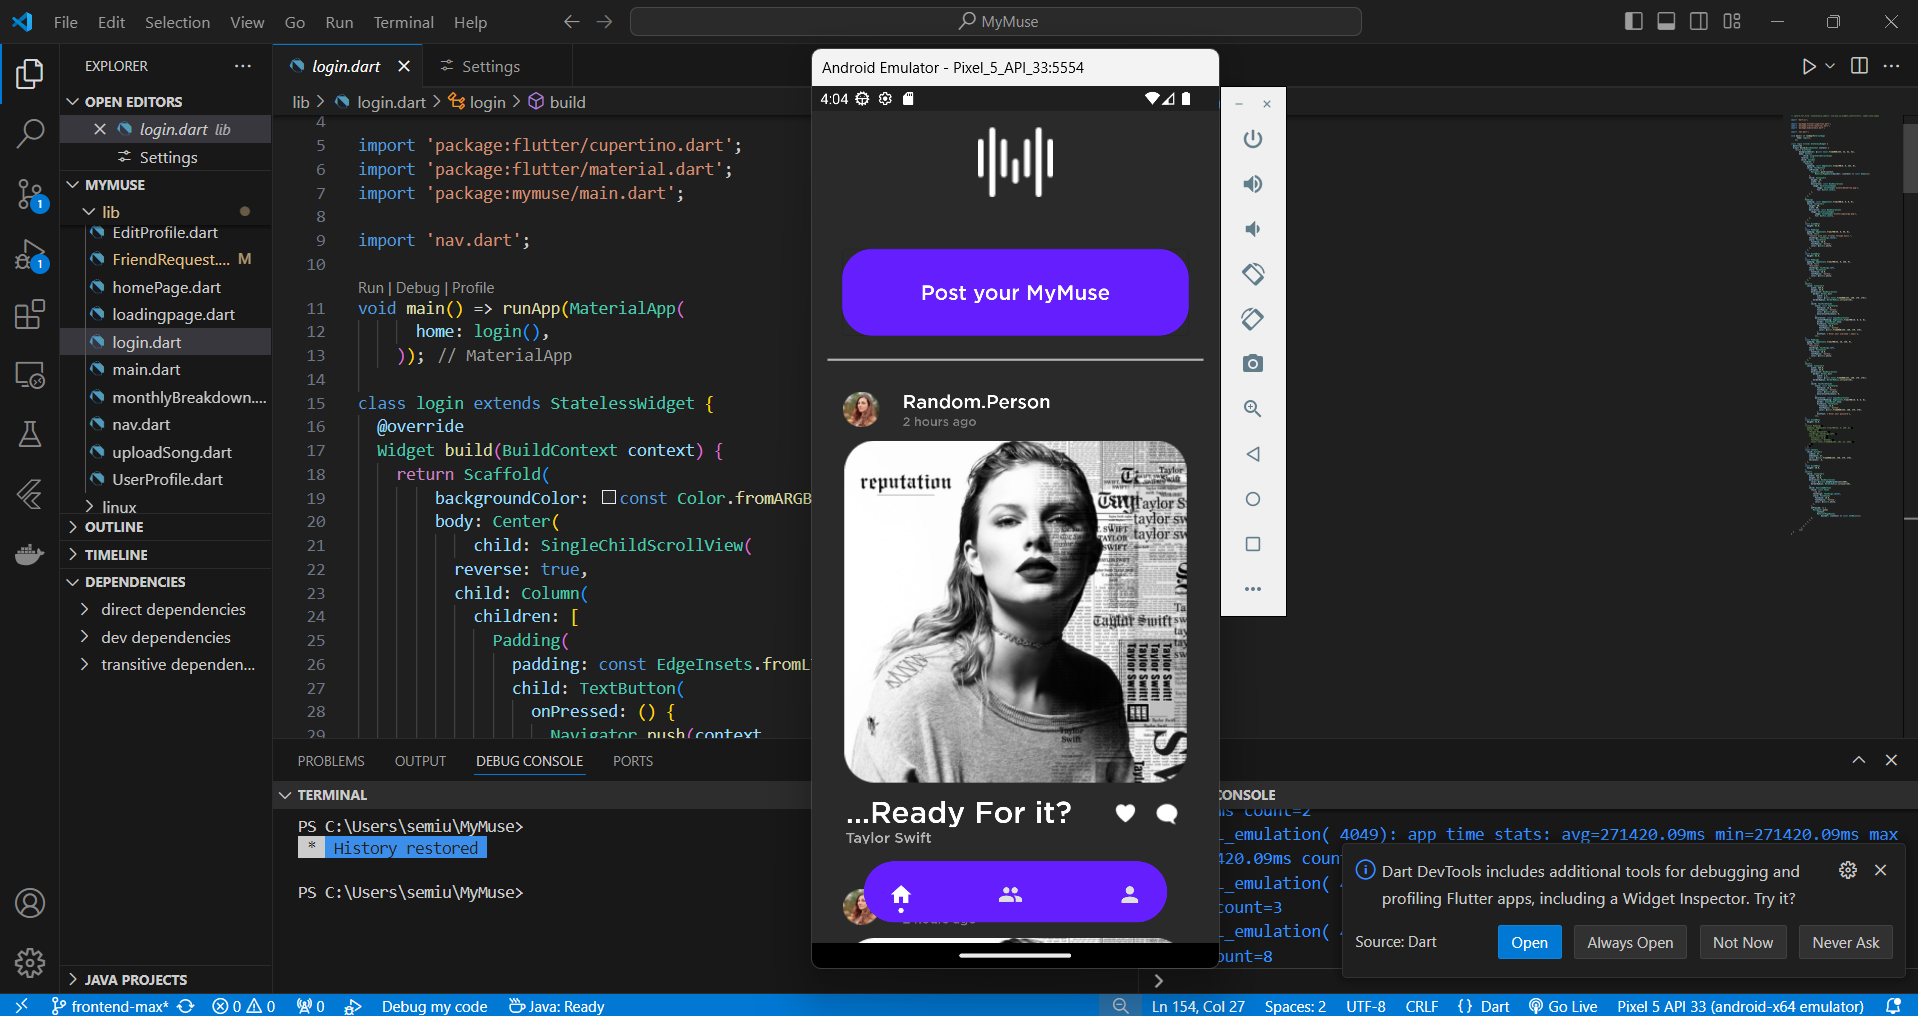 File Edit Selection View Go Run Terminal Help
MyMuse
EXPLORER
OPEN EDITORS
login.dart lib
Settings
MYMUSE
lib
EditProfile.dart
FriendRequest.... M
homePage.dart
loadingpage.dart
login.dart
main.dart
monthlyBreakdown....
nav.dart
uploadSong.dart
UserProfile.dart
linux
OUTLINE
TIMELINE
DEPENDENCIES
direct dependencies
dev dependencies
transitive dependen...
JAVA PROJECTS
1
1
login.dart
Settings
lib > login.dart > login > build
4
5 import 'package:flutter/cupertino.dart';
6 import 'package:flutter/material.dart';
7 import 'package:mymuse/main.dart';
8
9 import 'nav.dart';
10
Run | Debug | Profile
11 void main() => runApp(MaterialApp(
12 home: login(),
13 )); // MaterialApp
14
15 class login extends StatelessWidget {
16 @override
17 Widget build(BuildContext context) {
18 return Scaffold(
19 backgroundColor: const Color.fromARGB
20 body: Center(
21 child: SingleChildScrollView(
22 reverse: true,
23 child: Column(
24 children: [
25 Padding(
26 padding: const EdgeInsets.fromL
27 child: TextButton(
28 onPressed: () {
29 Navigator.push(context
Android Emulator - Pixel_5_API_33:5554
4:04
Post your MyMuse
Random.Person
2 hours ago
reputation
Taylor Swift
...Ready For it?
Taylor Swift
2 hours ago
PROBLEMS OUTPUT DEBUG CONSOLE PORTS
TERMINAL
PS C:\Users\semiu\MyMuse>
* History restored
PS C:\Users\semiu\MyMuse>
CONSOLE
ms count=2
_emulation( 4049): app time stats: avg=271420.09ms min=271420.09ms max
420.09ms coun
_emulation( 4
count=3
_emulation( 4
ount=8
Dart DevTools includes additional tools for debugging and
profiling Flutter apps, including a Widget Inspector. Try it?
Source: Dart
Open Always Open Not Now Never Ask
frontend-max* 0 0 0 Debug my code Java: Ready
Ln 154, Col 27 Spaces: 2 UTF-8 CRLF {} Dart Go Live Pixel 5 API 33 (android-x64 emulator)